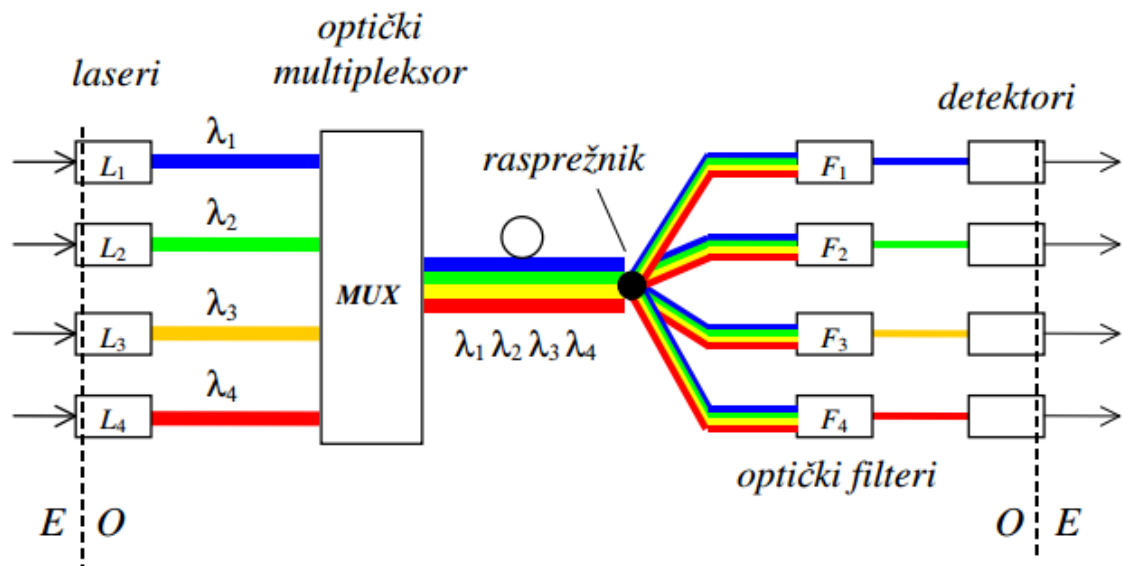 optički
multipleksor
laseri
detektori
λ1
L1
rasprežnik
F1
λ2
L2
F2
MUX
λ3
L3
F3
λ1 λ2 λ3 λ4
λ4
L4
F4
optički filteri
E O
O E